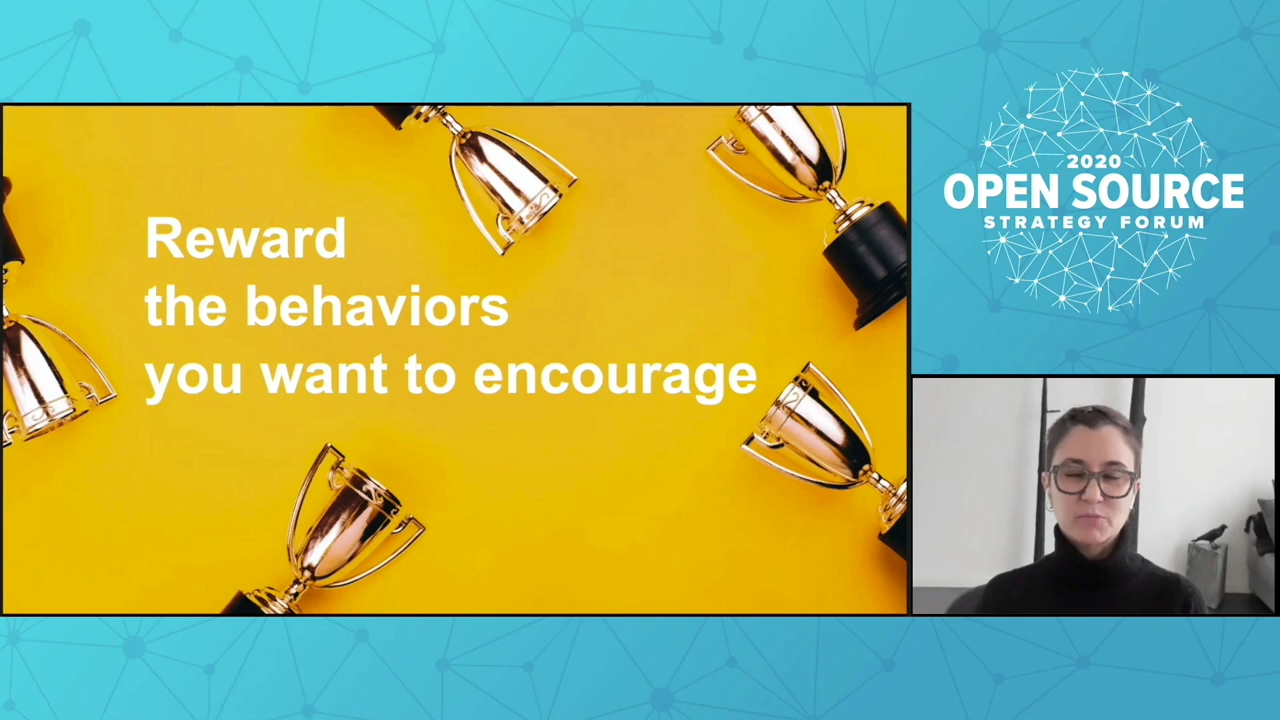 Reward
the behaviors
you want to encourage
2020
OPEN SOURCE
STRATEGY FORUM